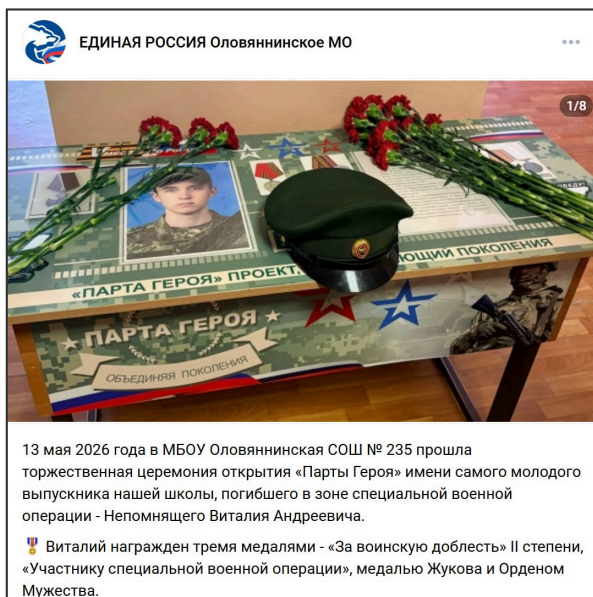 ЕДИНАЯ РОССИЯ Оловяннинское МО
1/8
«ПАРТА ГЕРОЯ» ПРОЕКТ,
ЮЩИЙ ПОКОЛЕНИЯ
ПАРТА ГЕРОЯ
ОБЪЕДИНЯЯ ПОКОЛЕНИЯ
13 мая 2026 года в МБОУ Оловяннинская СОШ № 235 прошла
торжественная церемония открытия «Парты Героя» имени самого молодого
выпускника нашей школы, погибшего в зоне специальной военной
операции - Непомнящего Виталия Андреевича.
Виталий награжден тремя медалями - «За воинскую доблесть» II степени,
«Участнику специальной военной операции», медалью Жукова и Орденом
Мужества.